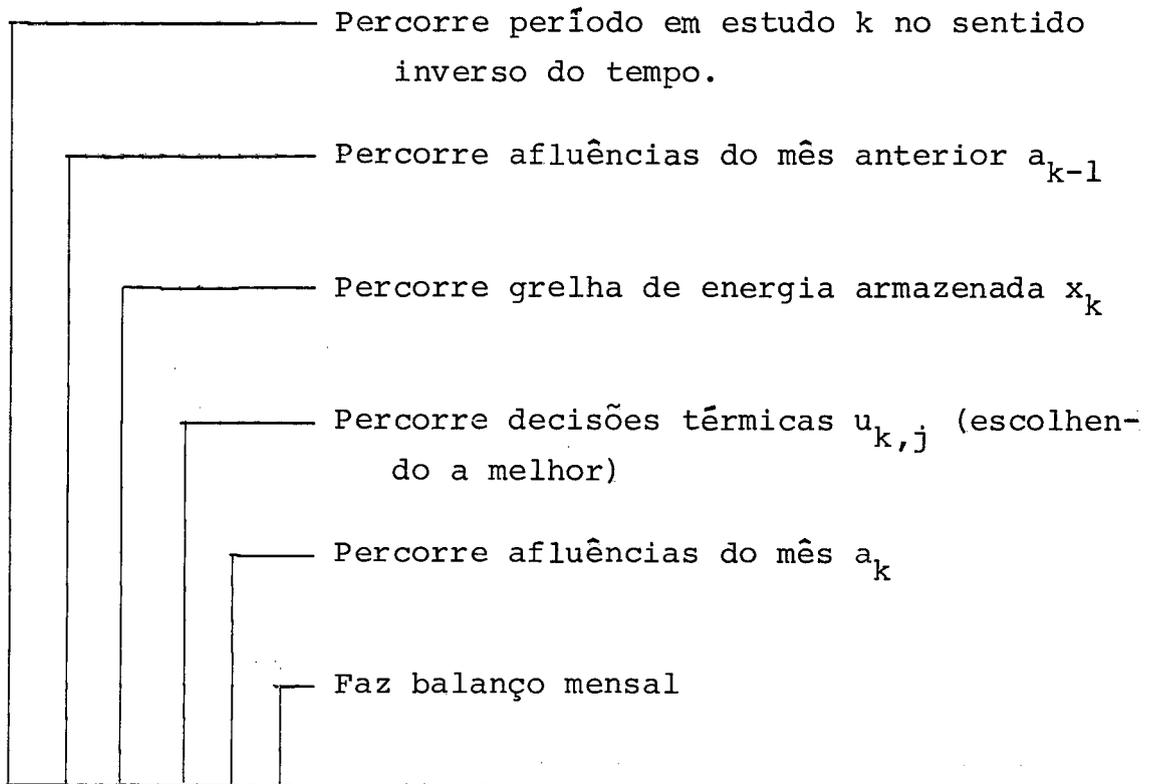 Percorre período em estudo k no sentido
inverso do tempo.
Percorre afluências do mês anterior a_{k-1}
Percorre grelha de energia armazenada x_k
Percorre decisões térmicas u_{k,j} (escolhen-
do a melhor)
Percorre afluências do mês a_k
Faz balanço mensal